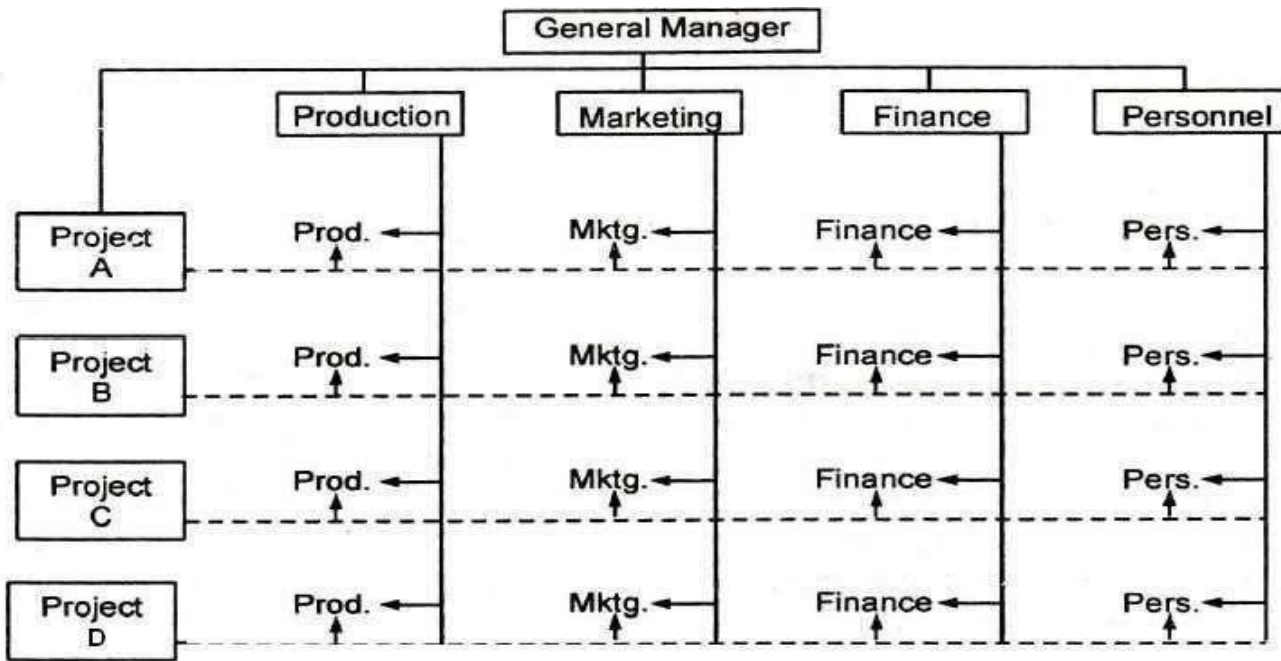 General Manager
Production Marketing Finance Personnel
Project
A
Prod. Mktg. Finance Pers.
Project
B
Prod. Mktg. Finance Pers.
Project
C
Prod. Mktg. Finance Pers.
Project
D
Prod. Mktg. Finance Pers.